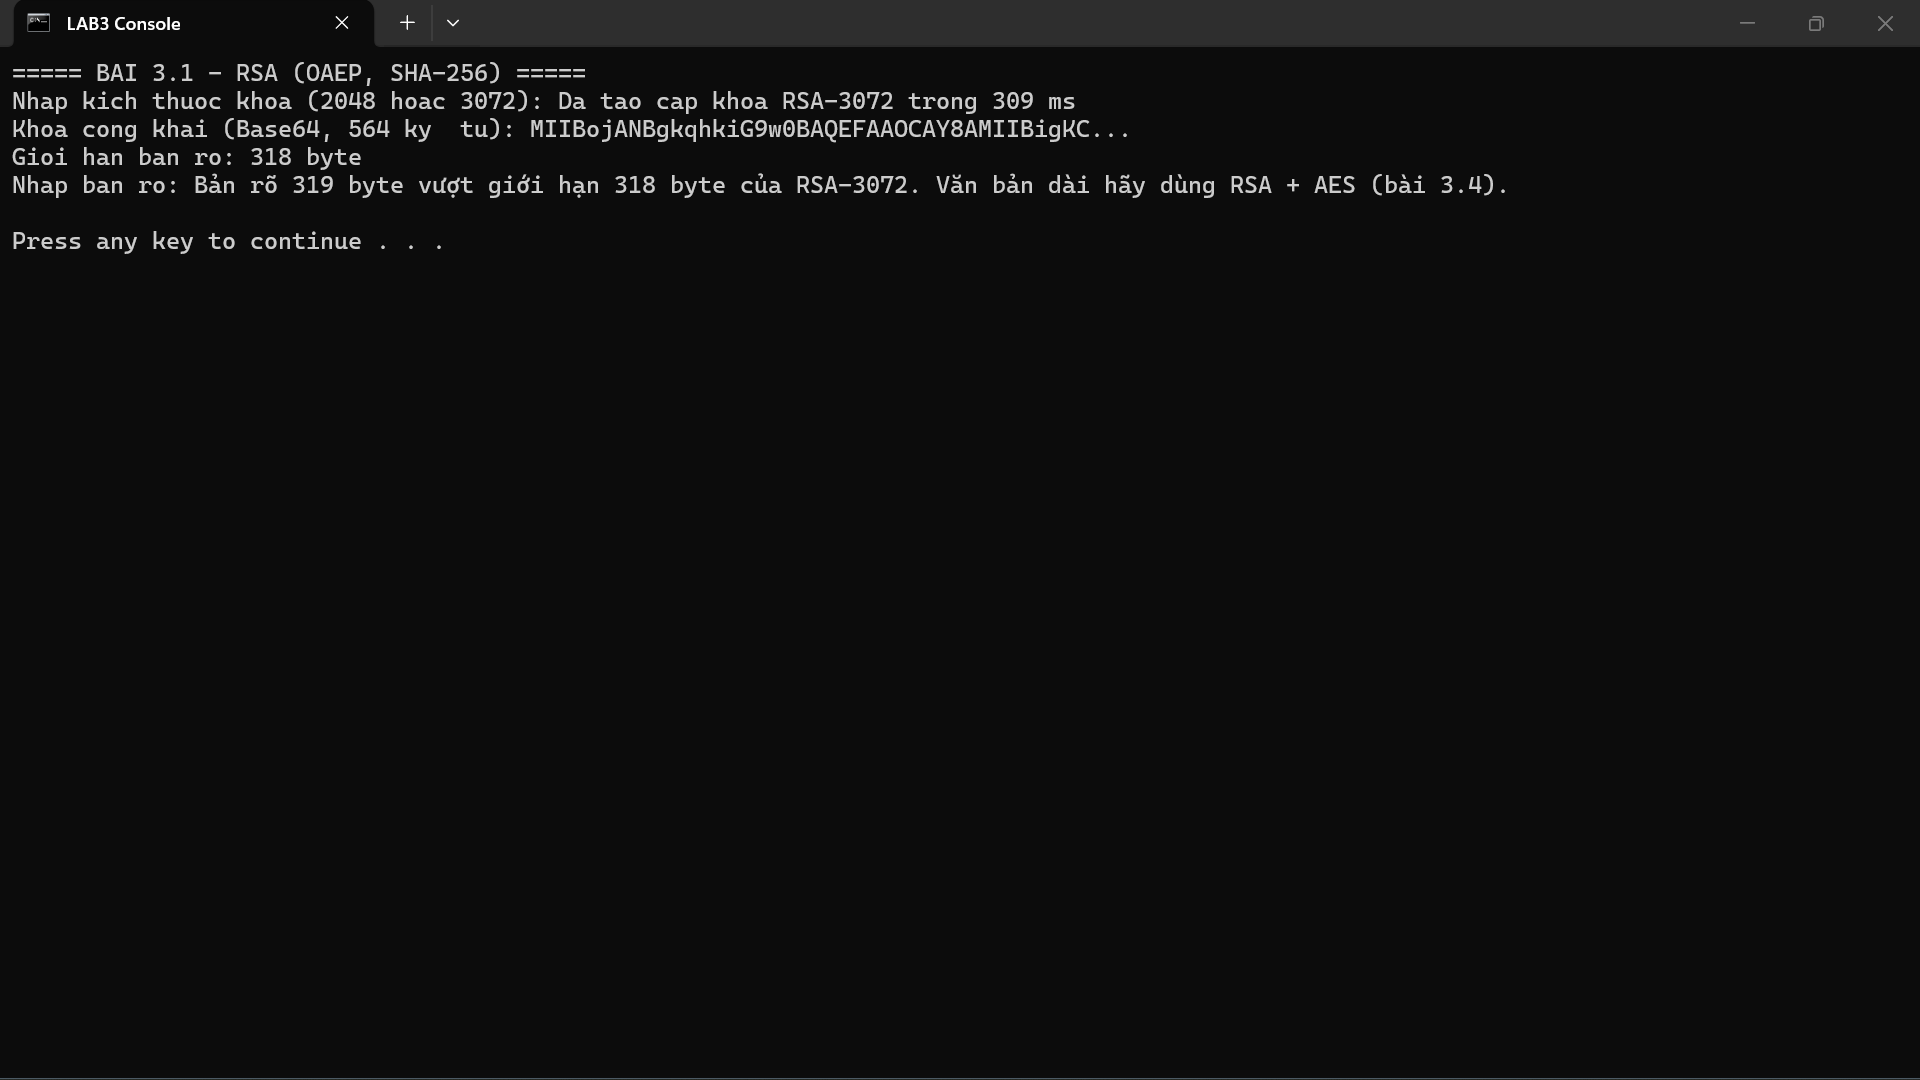 LAB3 Console
===== BAI 3.1 - RSA (OAEP, SHA-256) =====
Nhap kich thuoc khoa (2048 hoac 3072): Da tao cap khoa RSA-3072 trong 309 ms
Khoa cong khai (Base64, 564 ky  tu): MIIBojANBgkqhkiG9w0BAQEFAAOCAY8AMIIBigKC...
Gioi han ban ro: 318 byte
Nhap ban ro: Bản rõ 319 byte vượt giới hạn 318 byte của RSA-3072. Văn bản dài hãy dùng RSA + AES (bài 3.4).
Press any key to continue . . .